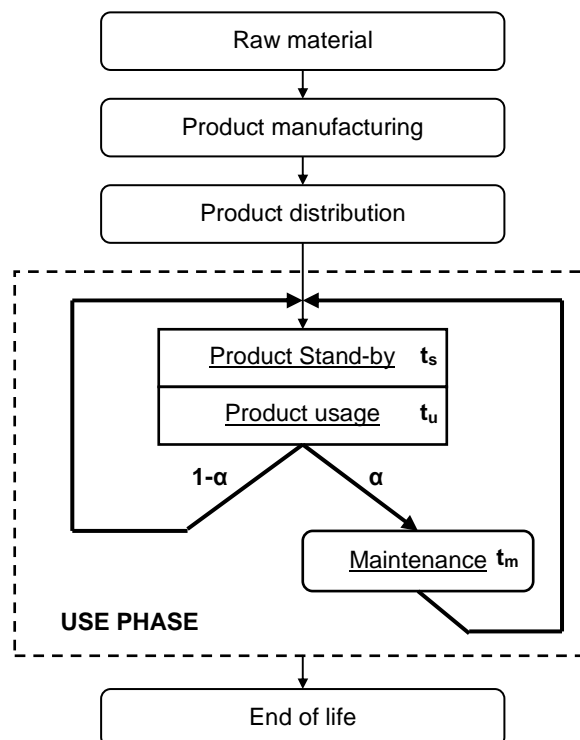 Raw material
Product manufacturing
Product distribution
Product Stand-by ts
Product usage tu
1-α α
Maintenance tm
USE PHASE
End of life